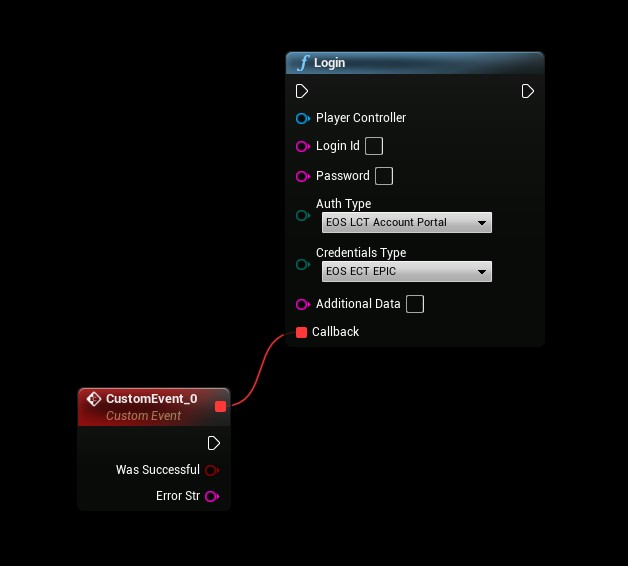 f Login
Player Controller
Login Id
Password
Auth Type
EOS LCT Account Portal
Credentials Type
EOS ECT EPIC
Additional Data
Callback
CustomEvent_0
Custom Event
Was Successful
Error Str